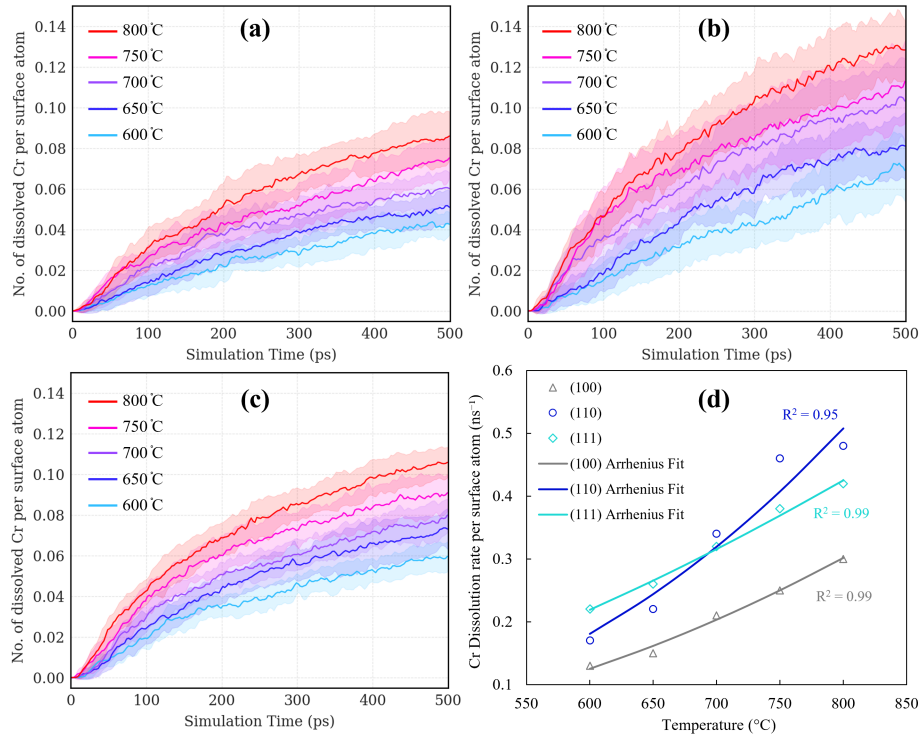 (a)
800°C
750°C
700°C
650°C
600°C
No. of dissolved Cr per surface atom
0.14
0.12
0.10
0.08
0.06
0.04
0.02
0.00
0
100
200
300
400
500
Simulation Time (ps)
(b)
800°C
750°C
700°C
650°C
600°C
No. of dissolved Cr per surface atom
0.14
0.12
0.10
0.08
0.06
0.04
0.02
0.00
0
100
200
300
400
500
Simulation Time (ps)
(c)
800°C
750°C
700°C
650°C
600°C
No. of dissolved Cr per surface atom
0.14
0.12
0.10
0.08
0.06
0.04
0.02
0.00
0
100
200
300
400
500
Simulation Time (ps)
(d)
(100)
(110)
(111)
(100) Arrhenius Fit
(110) Arrhenius Fit
(111) Arrhenius Fit
R² = 0.95
R² = 0.99
R² = 0.99
Cr Dissolution rate per surface atom (ns⁻¹)
0.6
0.5
0.4
0.3
0.2
0.1
550
600
650
700
750
800
850
Temperature (°C)